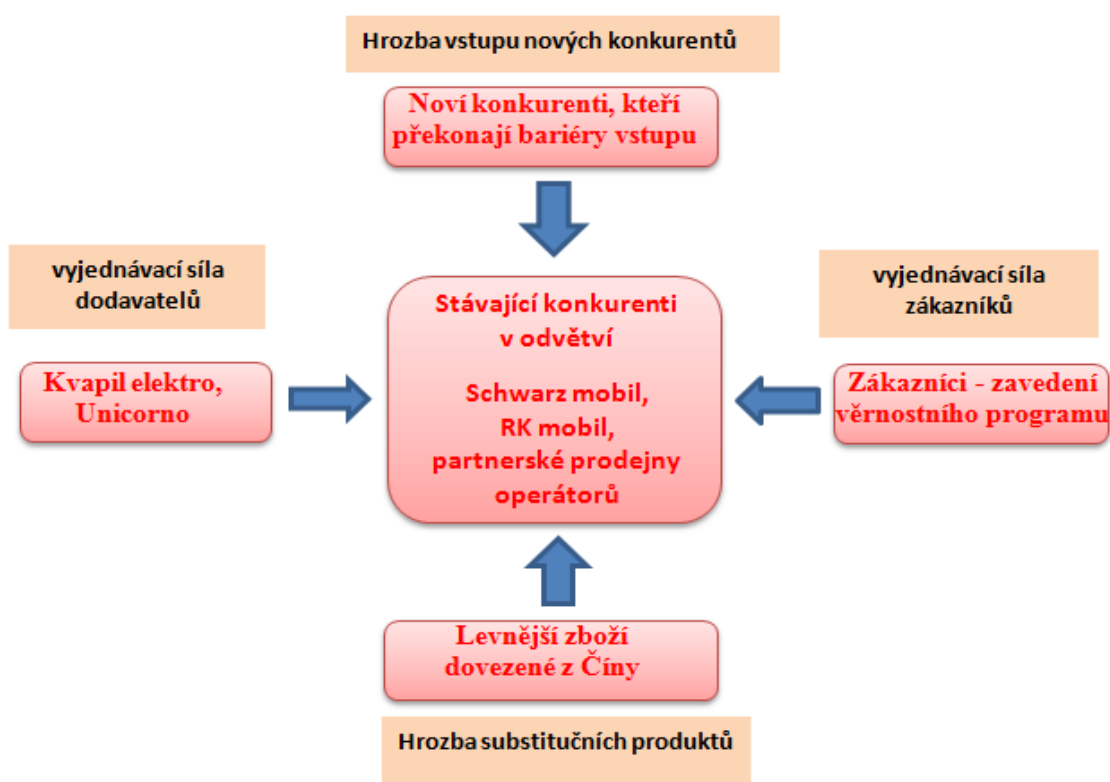 Hrozba vstupu nových konkurentů
Noví konkurenti, kteří
překonají bariéry vstupu
vyjednávací síla
dodavatelů
Kvapil elektro,
Unicorno
Stávající konkurenti
v odvětví
Schwarz mobil,
RK mobil,
partnerské prodejny
operátorů
vyjednávací síla
zákazníků
Zákazníci - zavedení
věrnostního programu
Levnější zboží
dovezené z Číny
Hrozba substitučních produktů